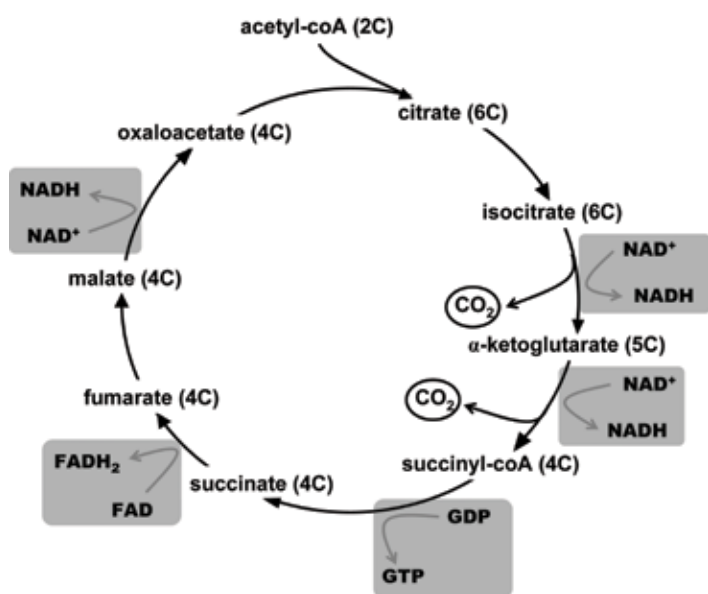 acetyl-coA (2C)
citrate (6C)
oxaloacetate (4C)
NADH
NAD⁺
isocitrate (6C)
NAD⁺
NADH
CO₂
malate (4C)
α-ketoglutarate (5C)
NAD⁺
NADH
CO₂
fumarate (4C)
succinyl-coA (4C)
FADH₂
FAD
succinate (4C)
GDP
GTP